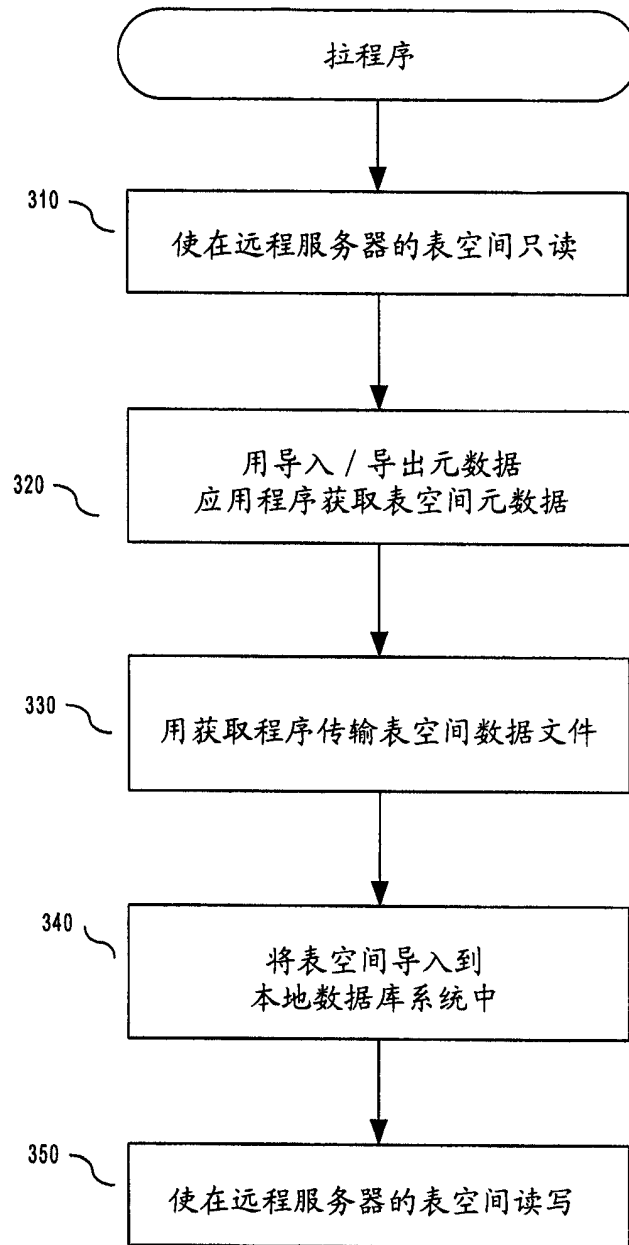 拉程序
310
使在远程服务器的表空间只读
用导入 / 导出元数据
320
应用程序获取表空间元数据
330
用获取程序传输表空间数据文件
340
将表空间导入到
本地数据库系统中
350
使在远程服务器的表空间读写